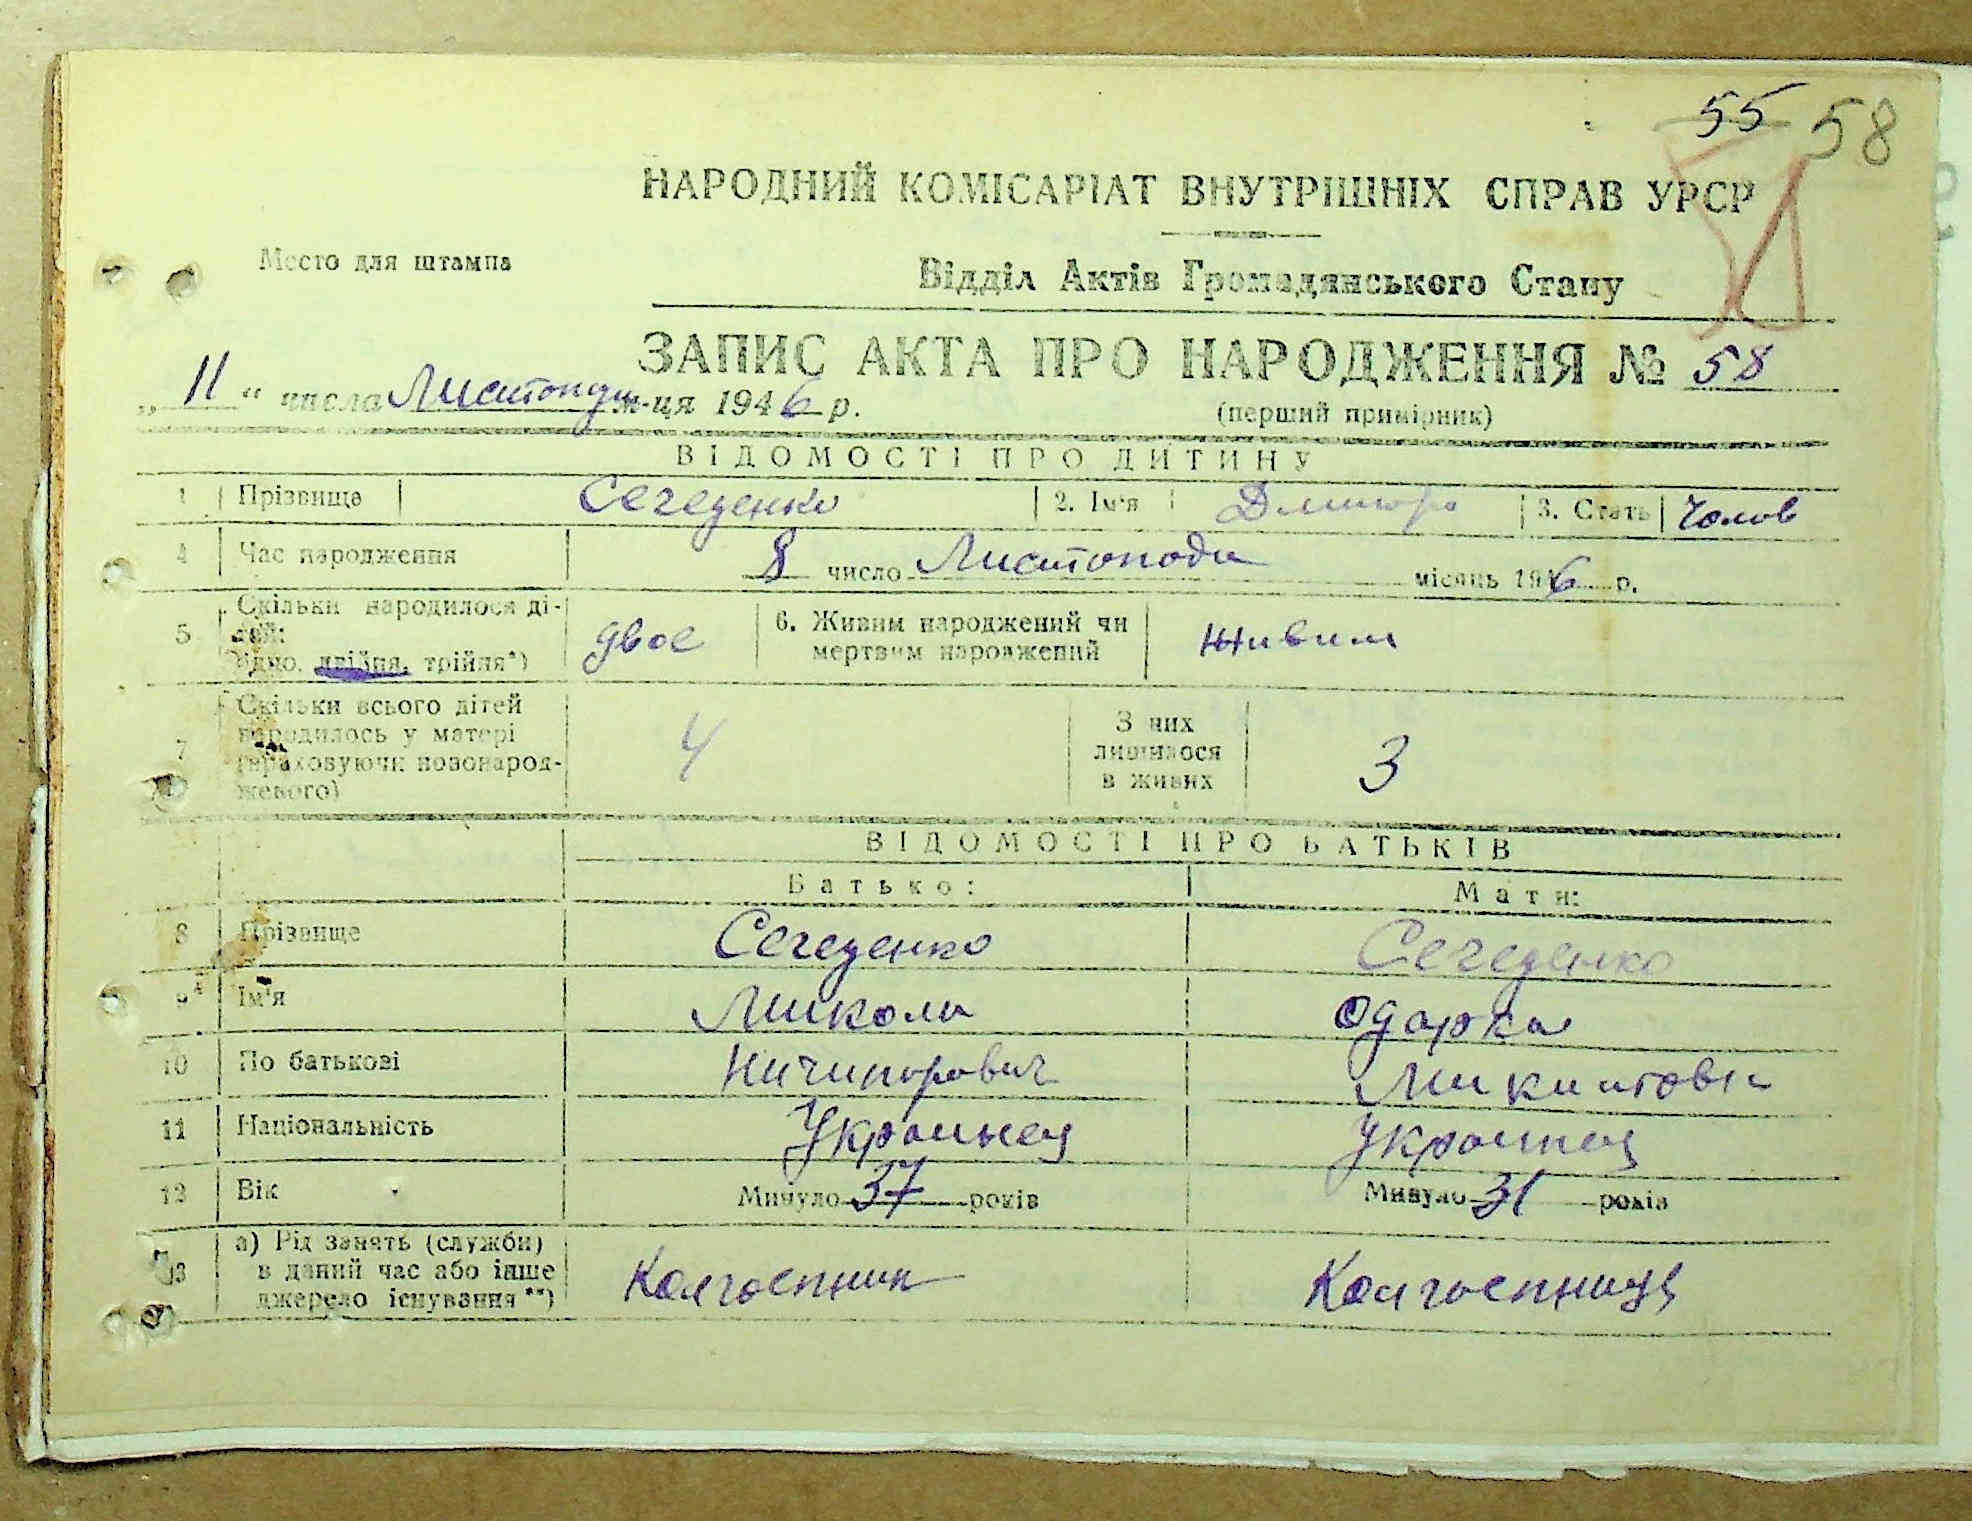 55 58
НАРОДНИЙ КОМІСАРІАТ ВНУТРІШНІХ СПРАВ УРСР
Место для штампа
Відділ Актів Громадянського Стану
ЗАПИС АКТА ПРО НАРОДЖЕННЯ № 58
„ 11 “ числа Листопада м-ця 1946 р.
(перший примірник)
ВІДОМОСТІ ПРО ДИТИНУ
1 Прізвище Сегеденко 2. Ім'я Дмитро 3. Стать Чолов
4 Час народження 8 число Листопода місяць 1946 р.
5 Скільки народилося дітей: одно, двійня, трійня*) двое 6. Живим народжений чи мертвим народжений живим
7 Скільки всього дітей народилось у матері (враховуючи новонародженого) 4 З них лишилося в живих 3
ВІДОМОСТІ ПРО БАТЬКІВ
Батько: Мати:
8 Прізвище Сегеденко Сегеденко
9 Ім'я Микола Одарка
10 По батькові Ничипорович Микитовн
11 Національність Українец Українец
12 Вік Минуло 37 років Минуло 31 років
13 а) Рід занять (служби) в даний час або інше джерело існування**) Колгоспник Колгоспниця